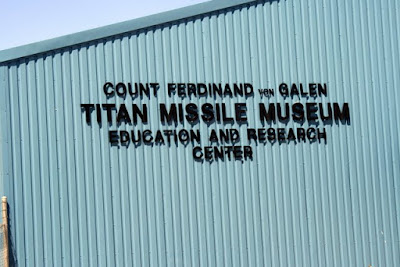 COUNT FERDINAND von GALEN
TITAN MISSILE MUSEUM
EDUCATION AND RESEARCH
CENTER